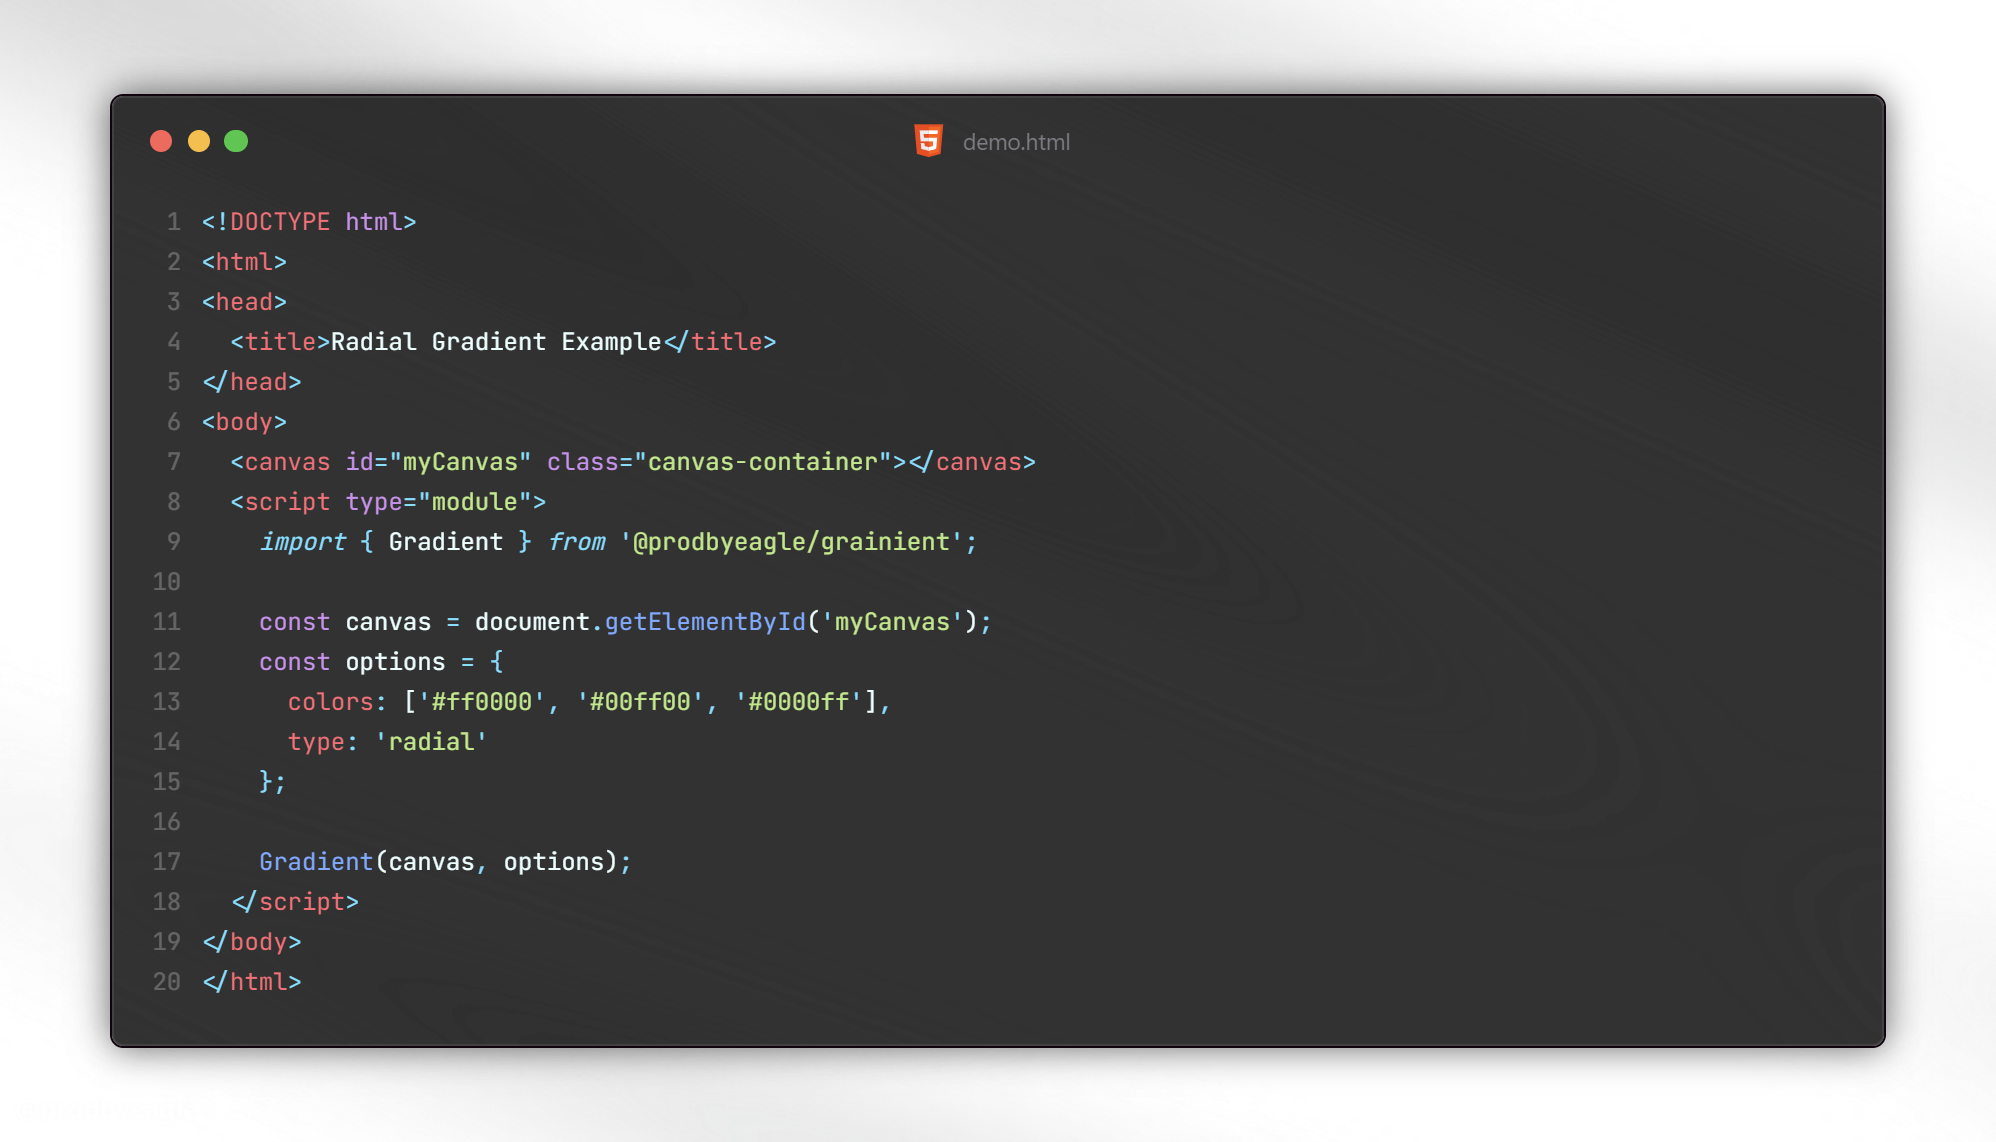 demo.html
1 <!DOCTYPE html>
2 <html>
3 <head>
4   <title>Radial Gradient Example</title>
5 </head>
6 <body>
7   <canvas id="myCanvas" class="canvas-container"></canvas>
8   <script type="module">
9     import { Gradient } from '@prodbyeagle/grainient';
10
11     const canvas = document.getElementById('myCanvas');
12     const options = {
13       colors: ['#ff0000', '#00ff00', '#0000ff'],
14       type: 'radial'
15     };
16
17     Gradient(canvas, options);
18   </script>
19 </body>
20 </html>